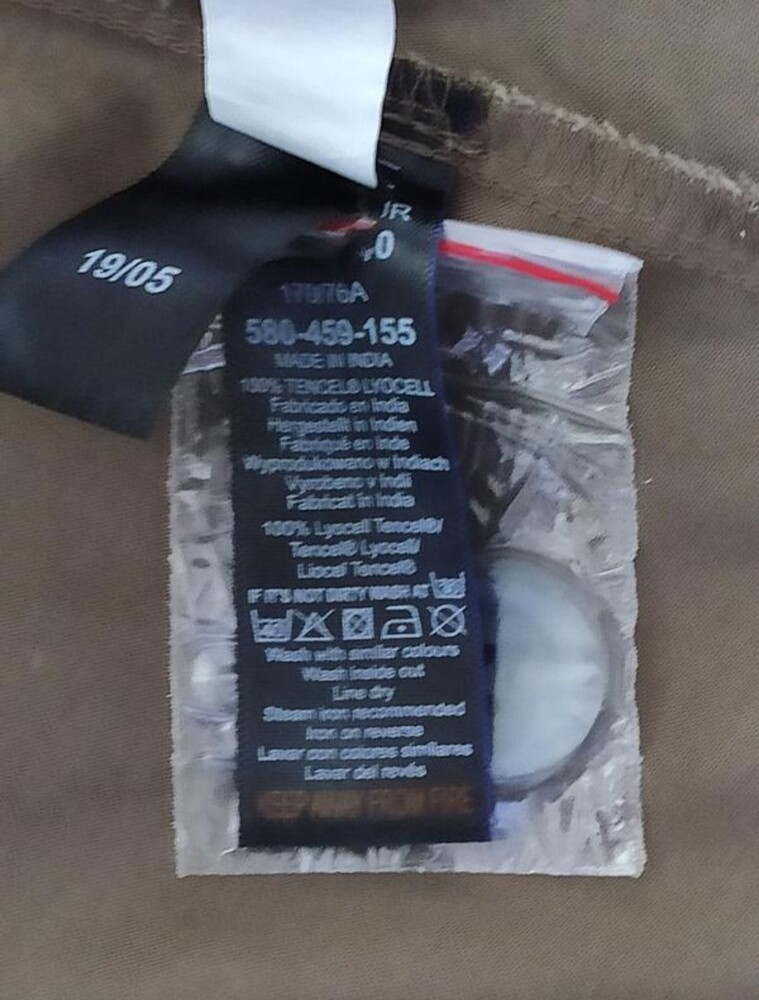 19/05
UR
40
170/76A
580-459-155
MADE IN INDIA
100% TENCEL® LYOCELL
Fabricado en India
Hergestellt in Indien
Fabriqué en Inde
Wyprodukowano w Indiach
Vyrobeno v Indii
Fabricat in India
100% Lyocell Tencel®/
Tencel® Lyocel/
Liocel Tencel®
IF IT'S NOT DIRTY WASH AT
Wash with similar colours
Wash inside out
Line dry
Steam iron recommended
Iron on reverse
Lavar con colores similares
Lavar del revés
KEEP AWAY FROM FIRE